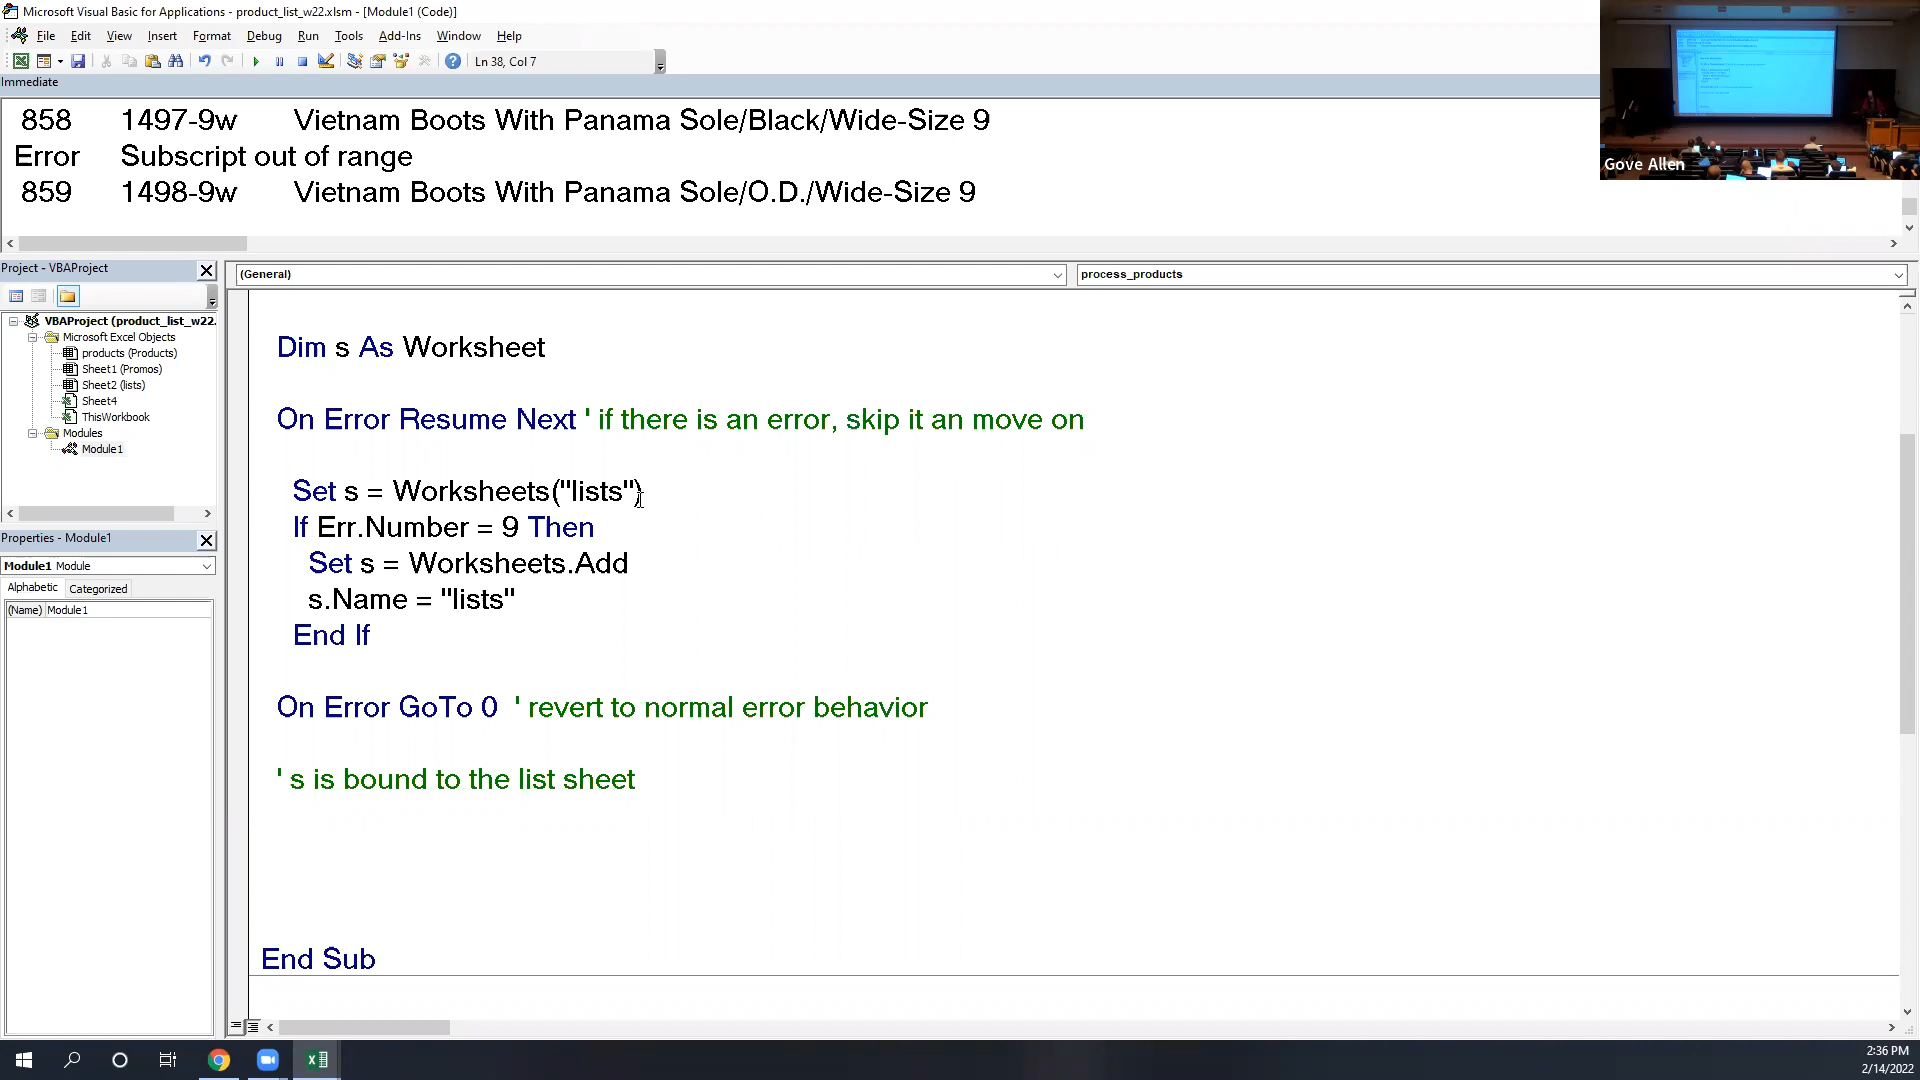 Microsoft Visual Basic for Applications - product_list_w22.xlsm - [Module1 (Code)]
File Edit View Insert Format Debug Run Tools Add-Ins Window Help
Ln 38, Col 7
Immediate
858 1497-9w Vietnam Boots With Panama Sole/Black/Wide-Size 9
Error Subscript out of range
859 1498-9w Vietnam Boots With Panama Sole/O.D./Wide-Size 9
Gove Allen
Project - VBAProject
VBAProject (product_list_w22.
Microsoft Excel Objects
products (Products)
Sheet1 (Promos)
Sheet2 (lists)
Sheet4
ThisWorkbook
Modules
Module1
Properties - Module1
Module1 Module
Alphabetic Categorized
(Name) Module1
(General) process_products
Dim s As Worksheet
On Error Resume Next ' if there is an error, skip it an move on
Set s = Worksheets("lists")
If Err.Number = 9 Then
Set s = Worksheets.Add
s.Name = "lists"
End If
On Error GoTo 0 ' revert to normal error behavior
' s is bound to the list sheet
End Sub
2:36 PM
2/14/2022